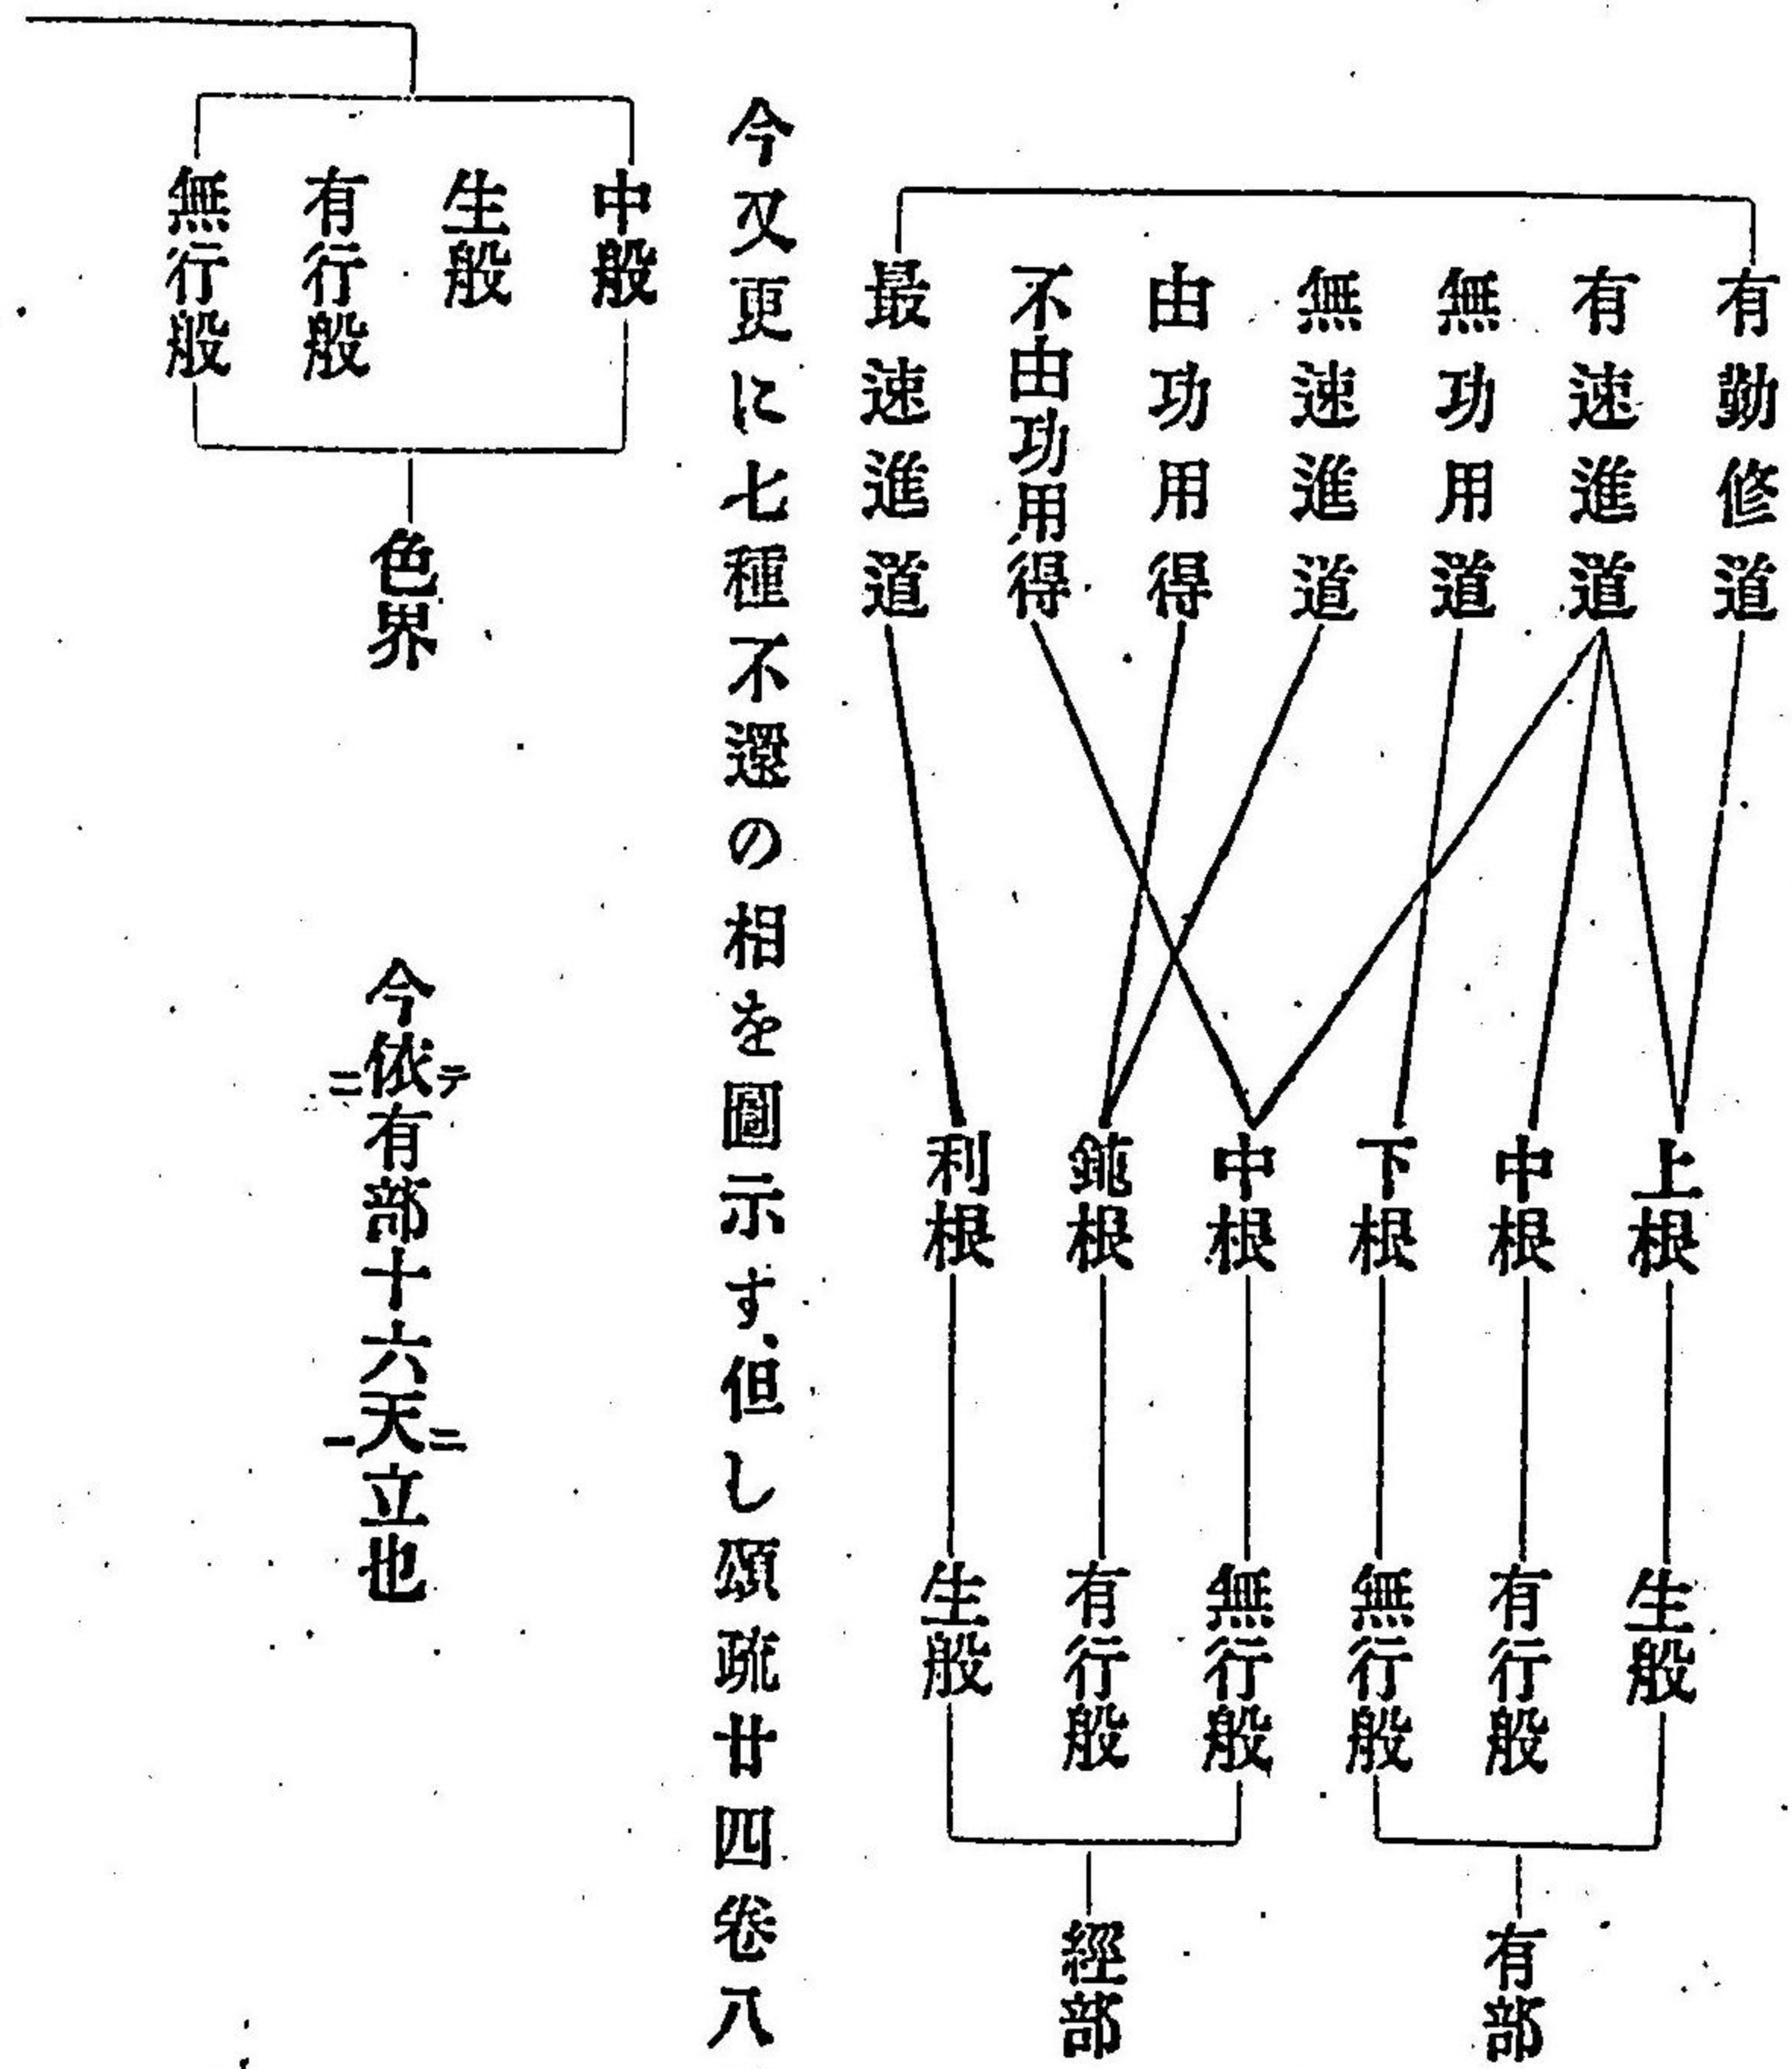 有勤修道
有速進道
無功用道
無速進道
由功用得
不由功用得
最速進道
上根
中根
下根
中根
鈍根
利根
生般
有行般
無行般
無行般
有行般
生般
有部
經部
今又更に七種不還の相を圖示す、但し頌疏廿四卷八
中般
生般
有行般
無行般
色界
今依テニ有部十六天ニ一立也